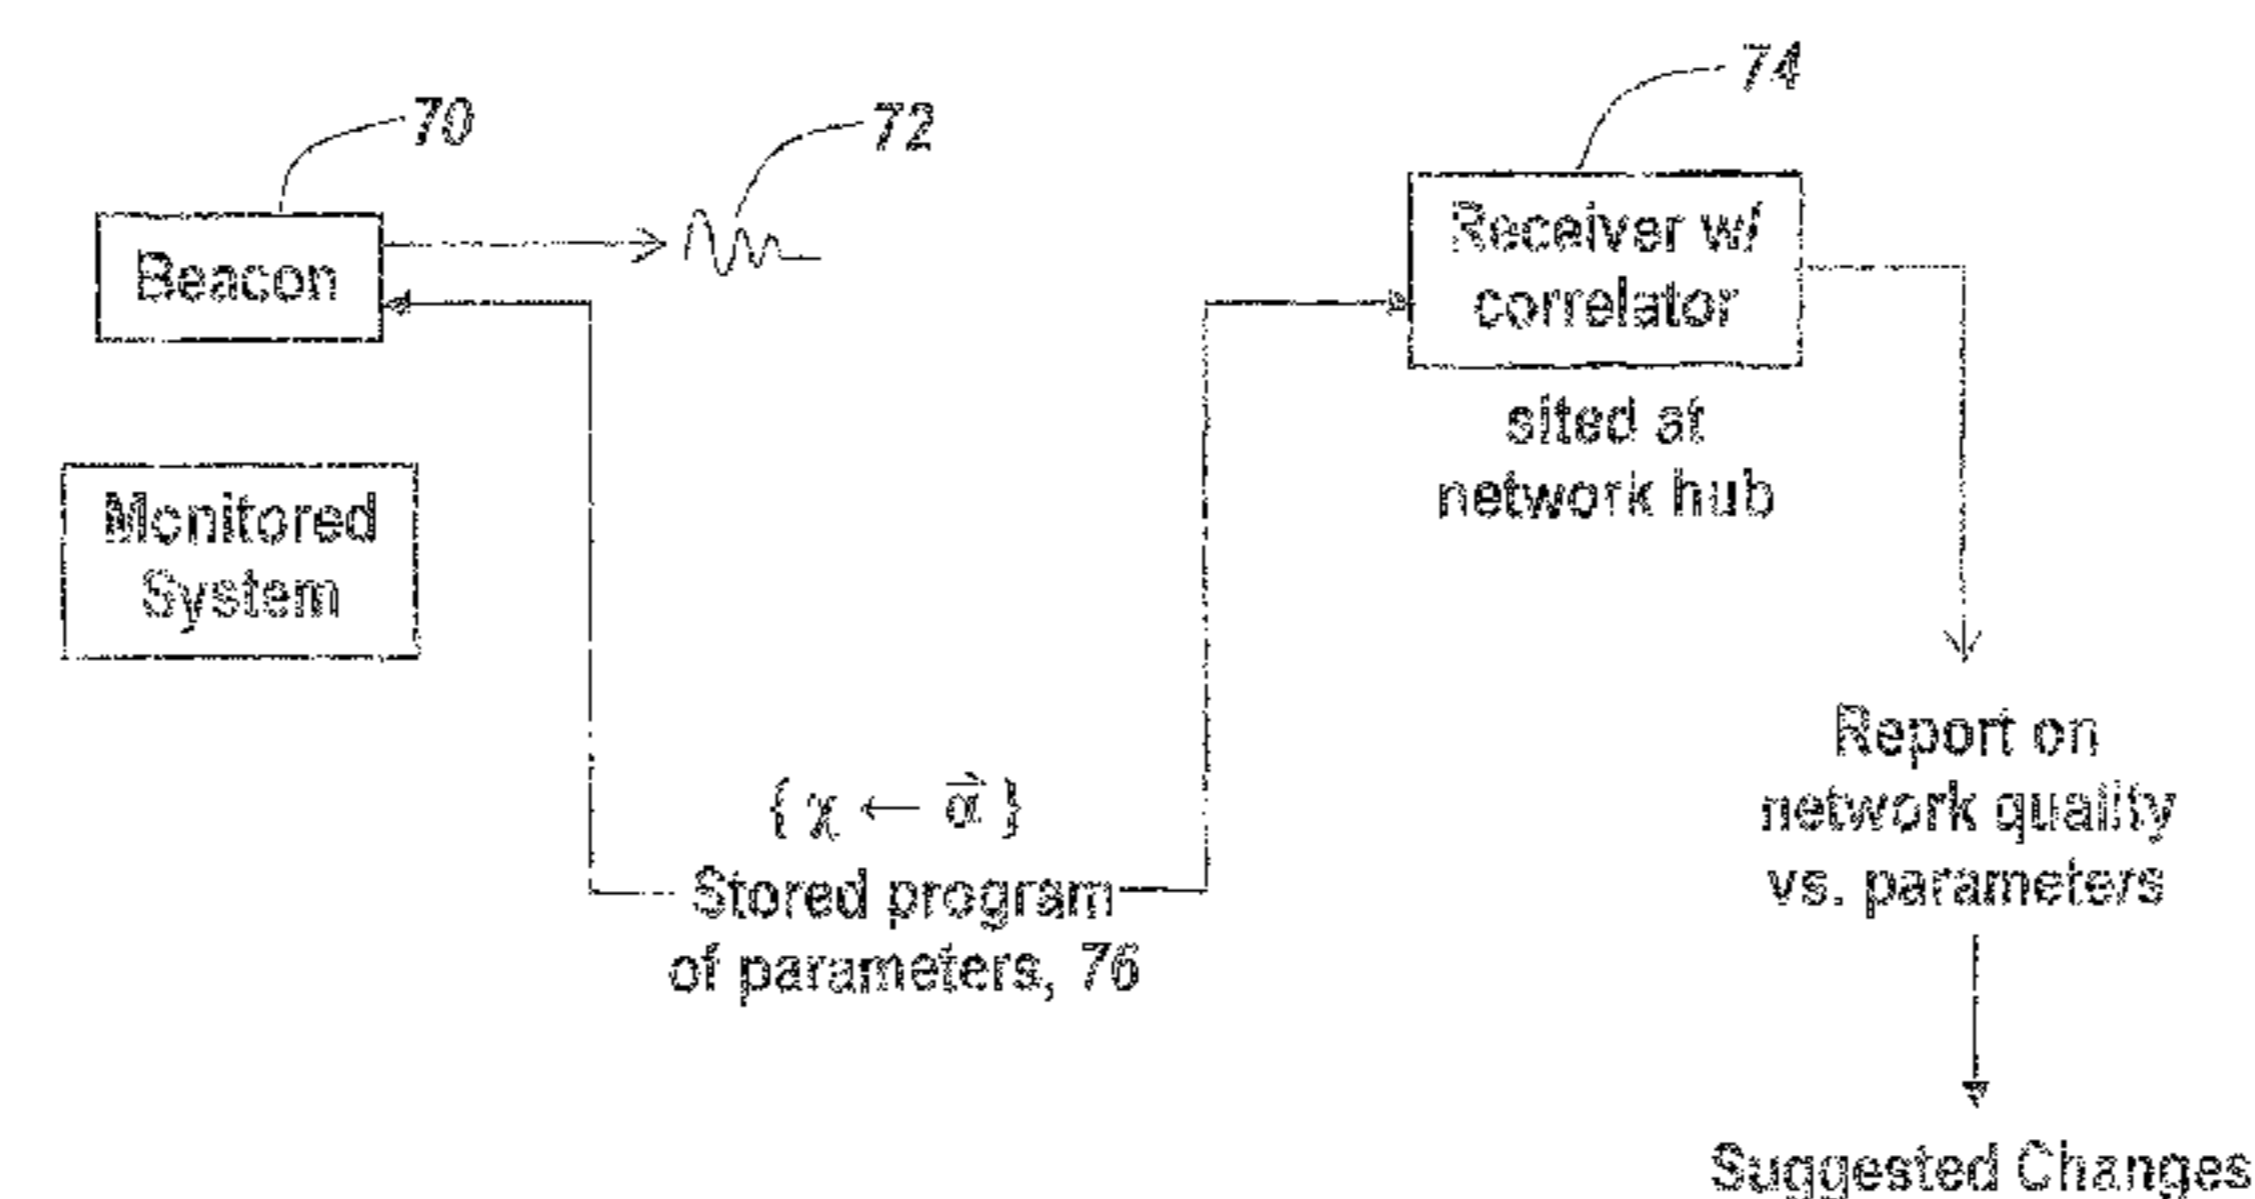 70
72
74
Beacon
Receiver w/
correlator
sited at
network hub
Monitored
System
{ χ ← α⃗ }
Stored program
of parameters, 76
Report on
network quality
vs. parameters
Suggested Changes